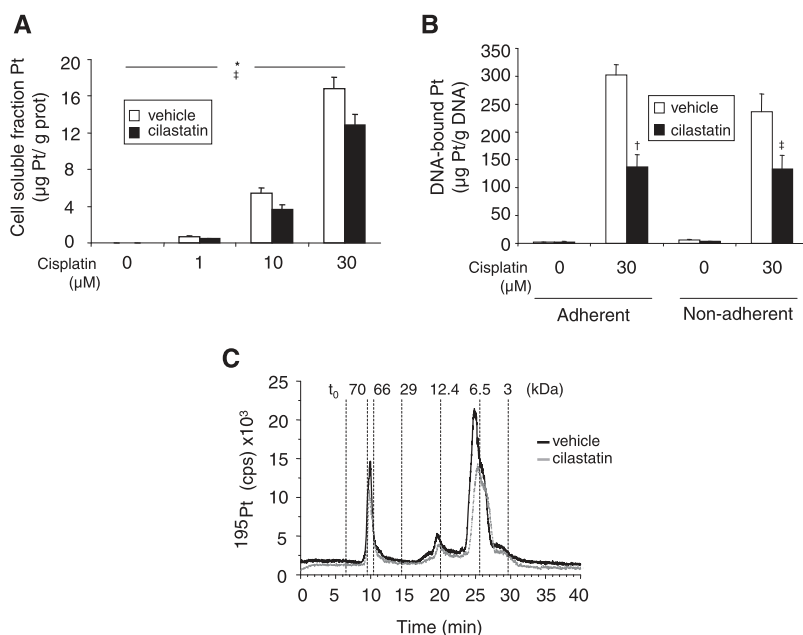 A
Cell soluble fraction Pt
(µg Pt/ g prot)
20
16
12
8
4
0
*
‡
vehicle
cilastatin
Cisplatin
(µM)
0 1 10 30
B
DNA-bound Pt
(µg Pt/g DNA)
350
300
250
200
150
100
50
0
vehicle
cilastatin
†
‡
Cisplatin
(µM)
0 30 0 30
Adherent Non-adherent
C
t0 70 66 29 12.4 6.5 3 (kDa)
195Pt (cps) x10³
25
20
15
10
5
0
vehicle
cilastatin
0 5 10 15 20 25 30 35 40
Time (min)